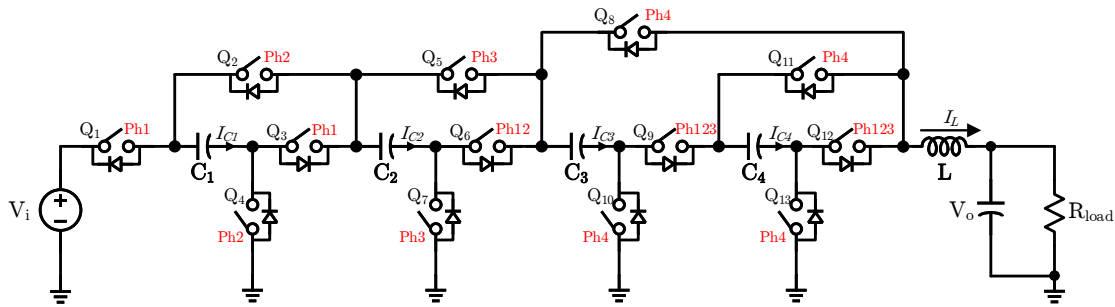 Q8 Ph4
Q2 Ph2 Q5 Ph3 Q11 Ph4
Q1 Ph1 IC1 Q3 Ph1 IC2 Q6 Ph12 IC3 Q9 Ph123 IC4 Q12 Ph123 IL
C1 C2 C3 C4 L
Q4 Q7 Q10 Q13
Vi + − Vo Rload
Ph2 Ph3 Ph4 Ph4